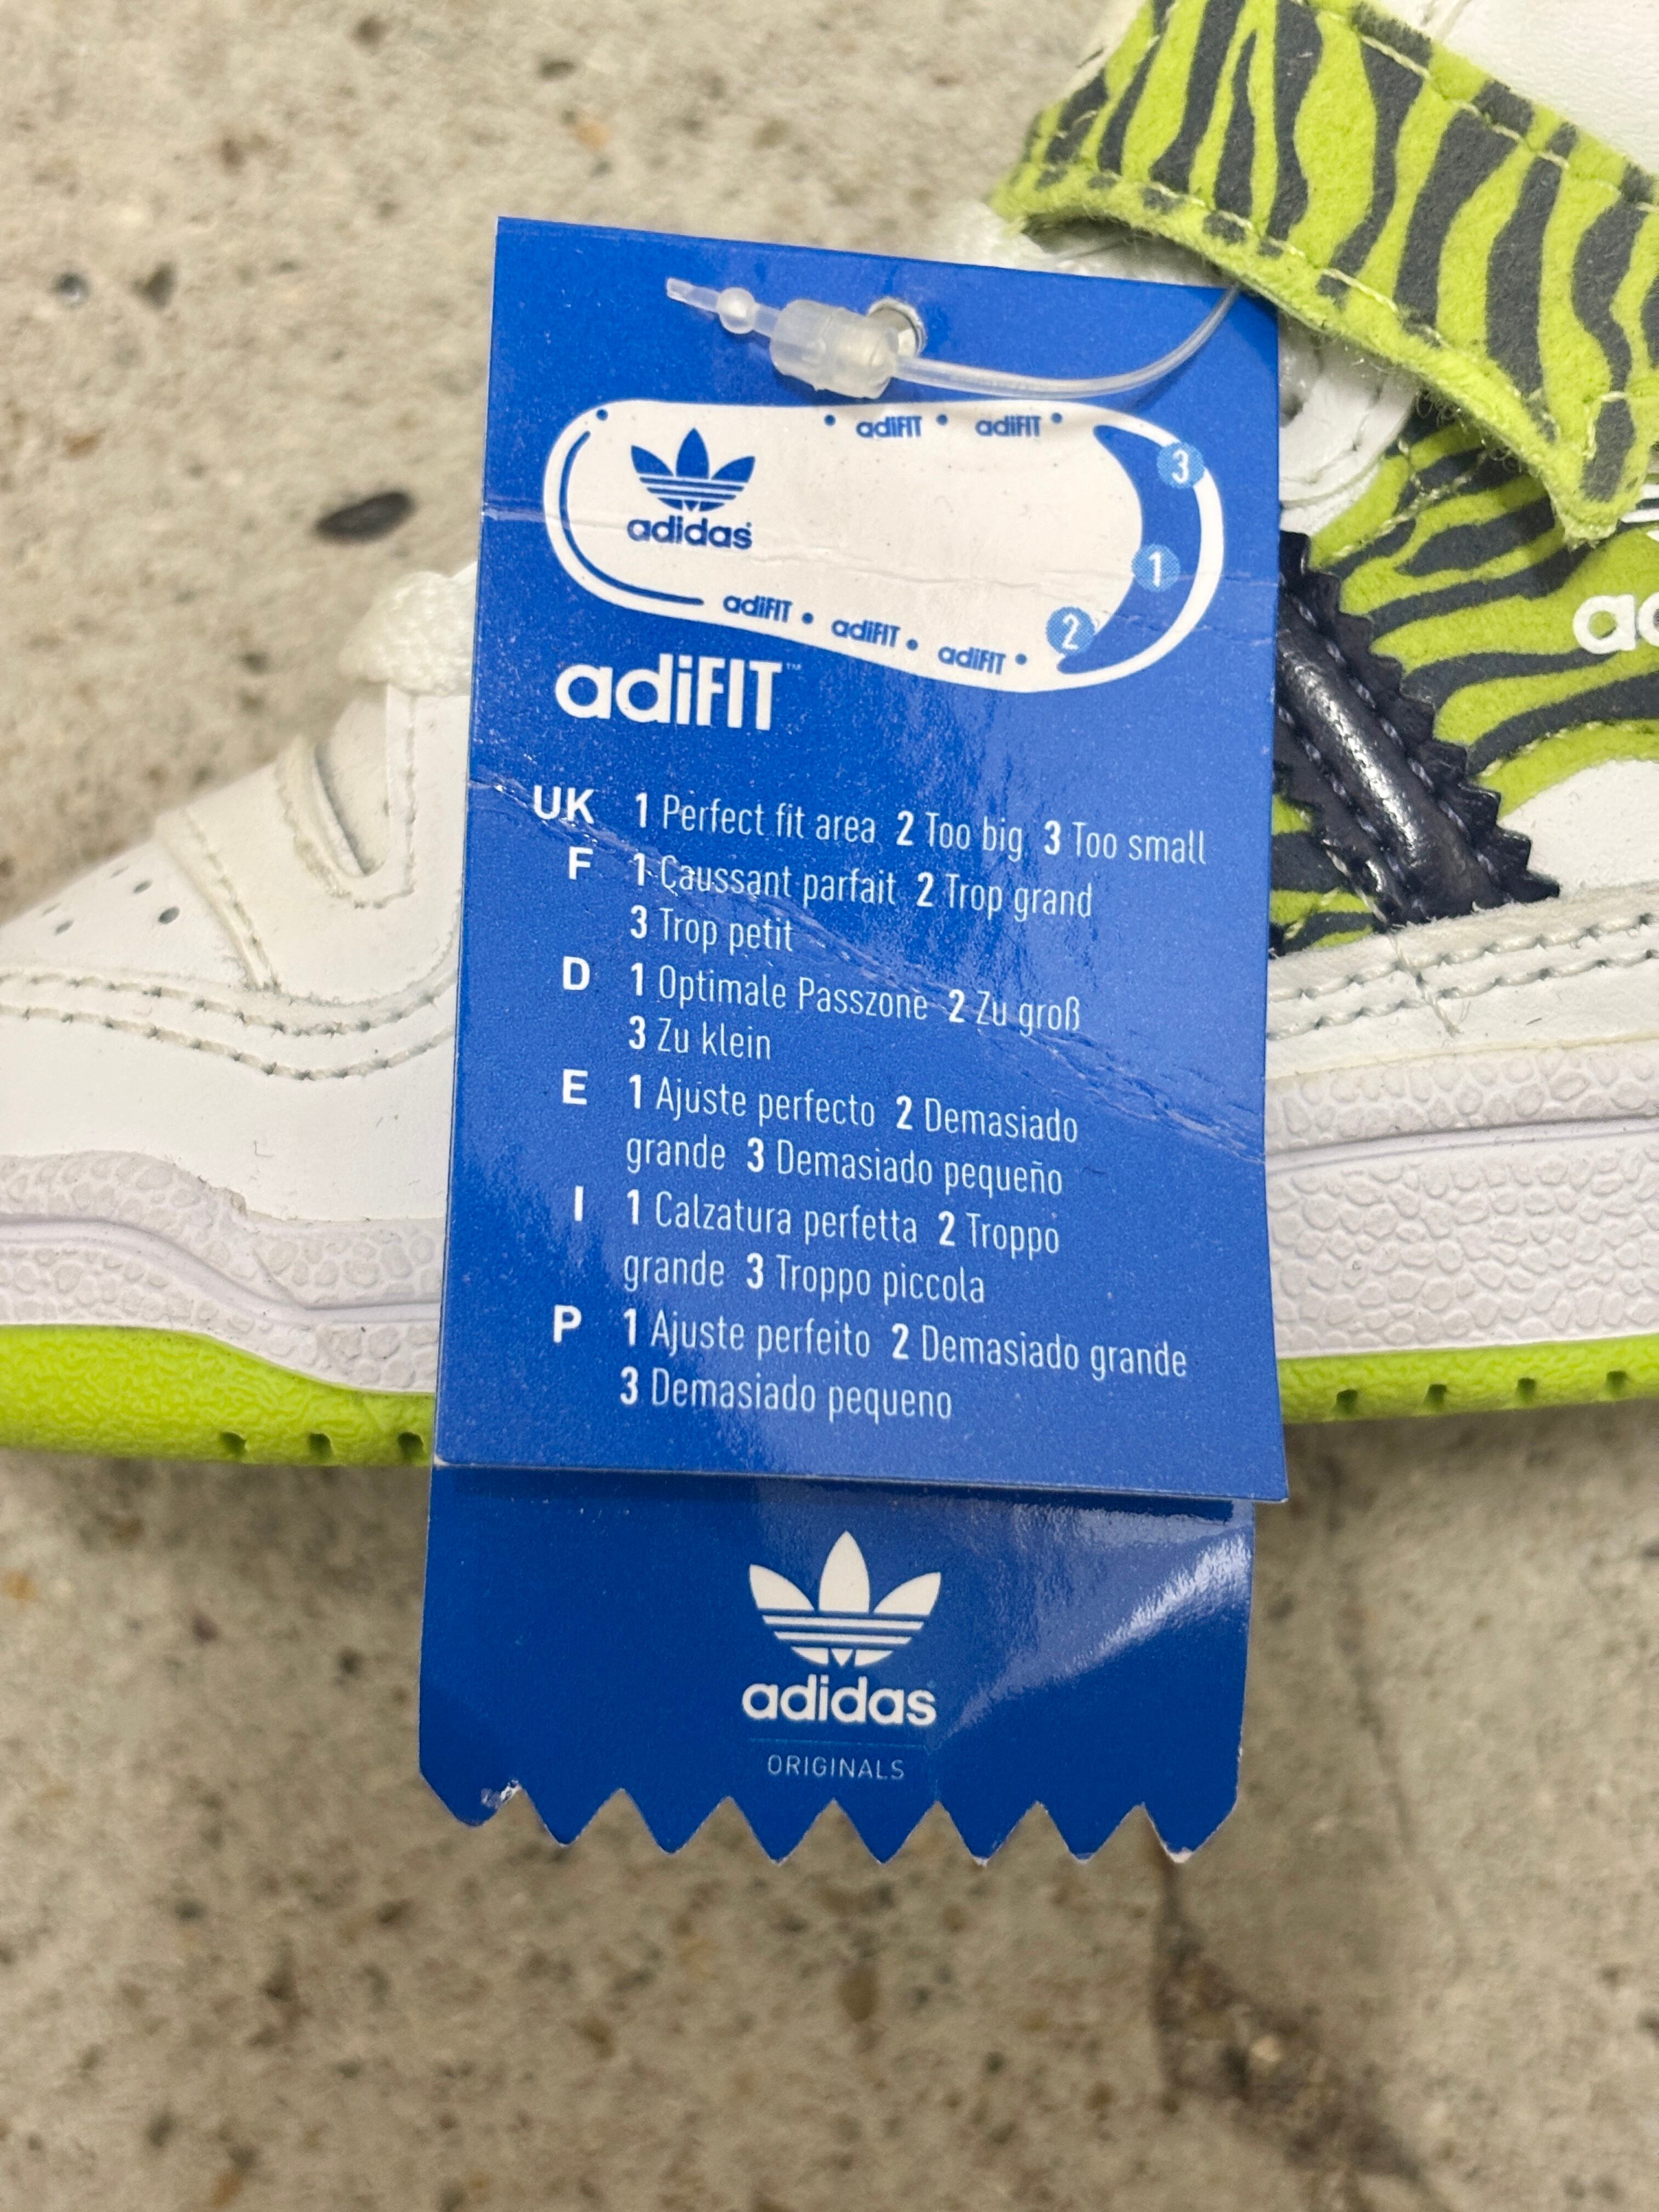 adiFIT • adiFIT
3
adidas
1
2
adiFIT • adiFIT • adiFIT
adiFIT™
UK 1 Perfect fit area 2 Too big 3 Too small
F 1 Caussant parfait 2 Trop grand
3 Trop petit
D 1 Optimale Passzone 2 Zu groß
3 Zu klein
E 1 Ajuste perfecto 2 Demasiado
grande 3 Demasiado pequeño
I 1 Calzatura perfetta 2 Troppo
grande 3 Troppo piccola
P 1 Ajuste perfeito 2 Demasiado grande
3 Demasiado pequeno
adidas
ORIGINALS